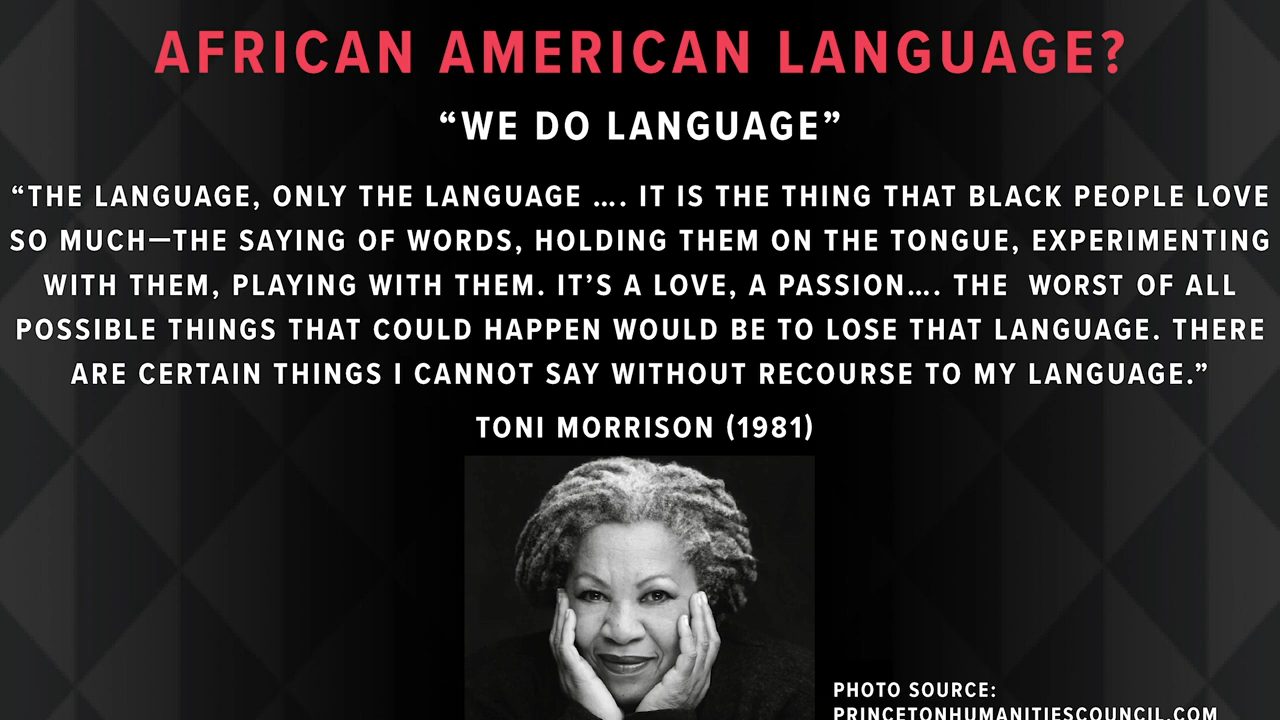 AFRICAN AMERICAN LANGUAGE?
“WE DO LANGUAGE”
“THE LANGUAGE, ONLY THE LANGUAGE .... IT IS THE THING THAT BLACK PEOPLE LOVE
SO MUCH—THE SAYING OF WORDS, HOLDING THEM ON THE TONGUE, EXPERIMENTING
WITH THEM, PLAYING WITH THEM. IT’S A LOVE, A PASSION.... THE  WORST OF ALL
POSSIBLE THINGS THAT COULD HAPPEN WOULD BE TO LOSE THAT LANGUAGE. THERE
ARE CERTAIN THINGS I CANNOT SAY WITHOUT RECOURSE TO MY LANGUAGE.”
TONI MORRISON (1981)
PHOTO SOURCE:
PRINCETONHUMANITIESCOUNCIL.COM